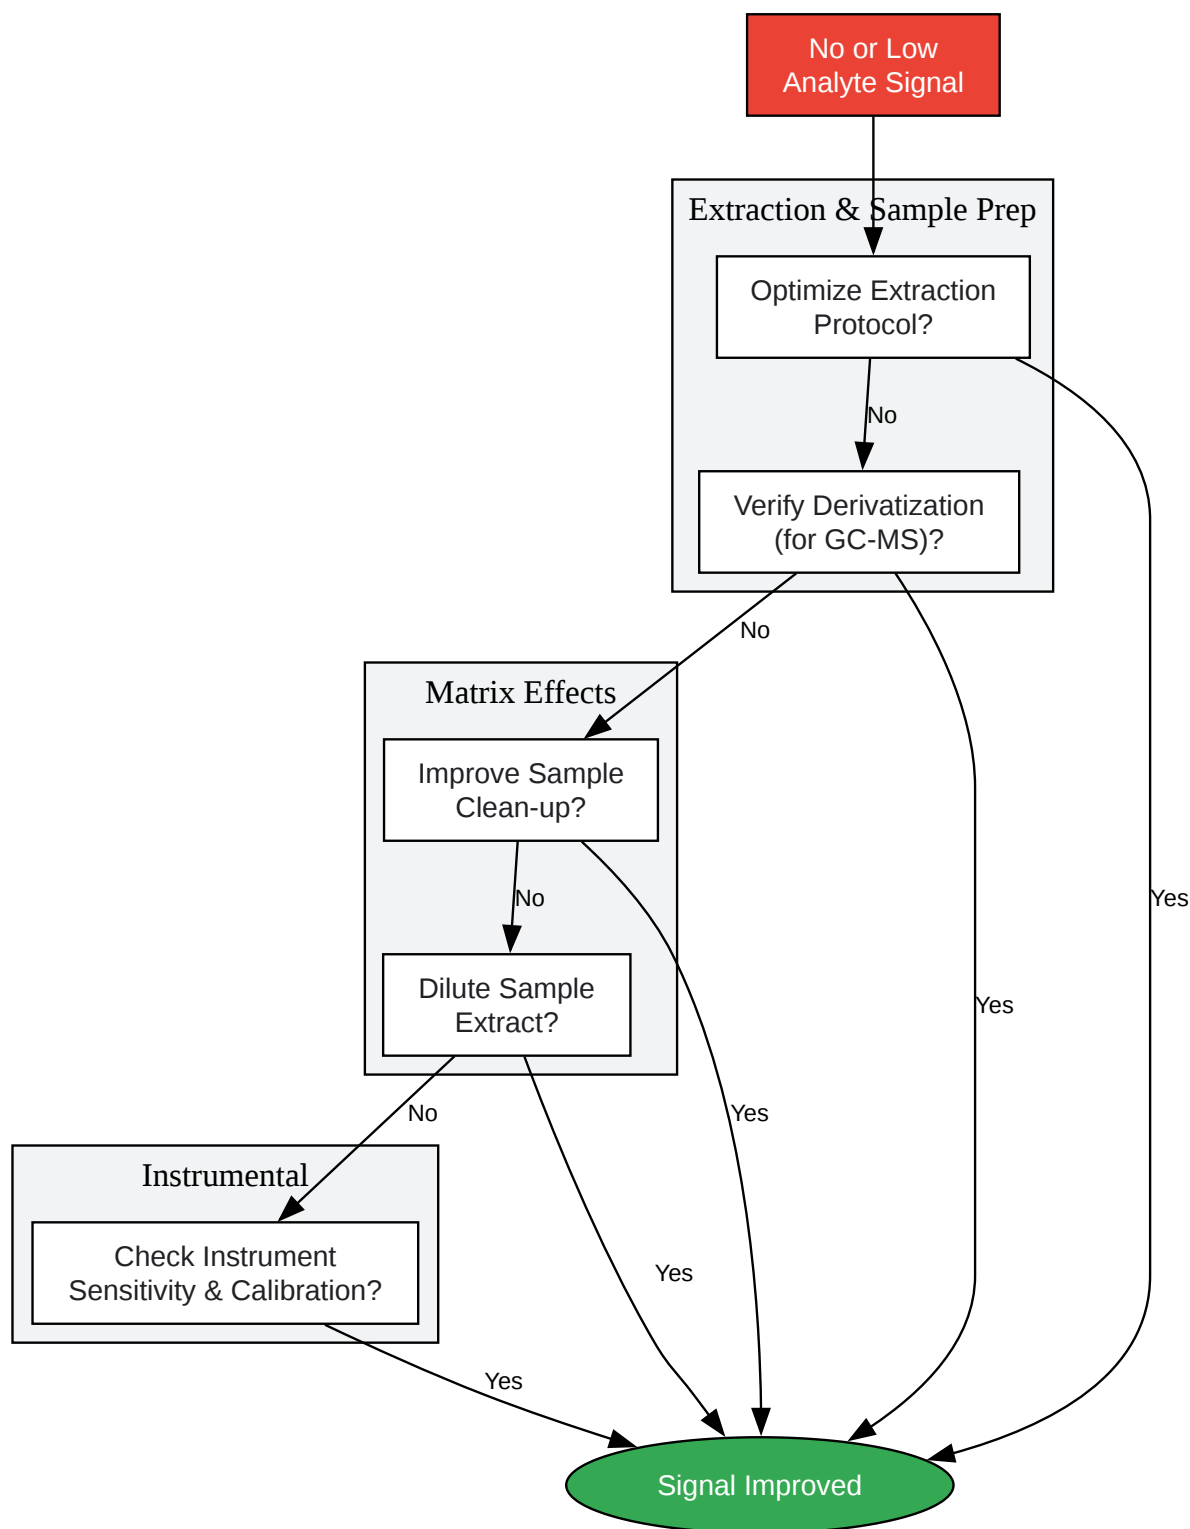 No or Low
Analyte Signal
Extraction & Sample Prep
Optimize Extraction
Protocol?
No
Verify Derivatization
(for GC-MS)?
No
Matrix Effects
Improve Sample
Clean-up?
No
Yes
Dilute Sample
Extract?
Yes
No
Yes
Instrumental
Check Instrument
Sensitivity & Calibration?
Yes
Yes
Signal Improved